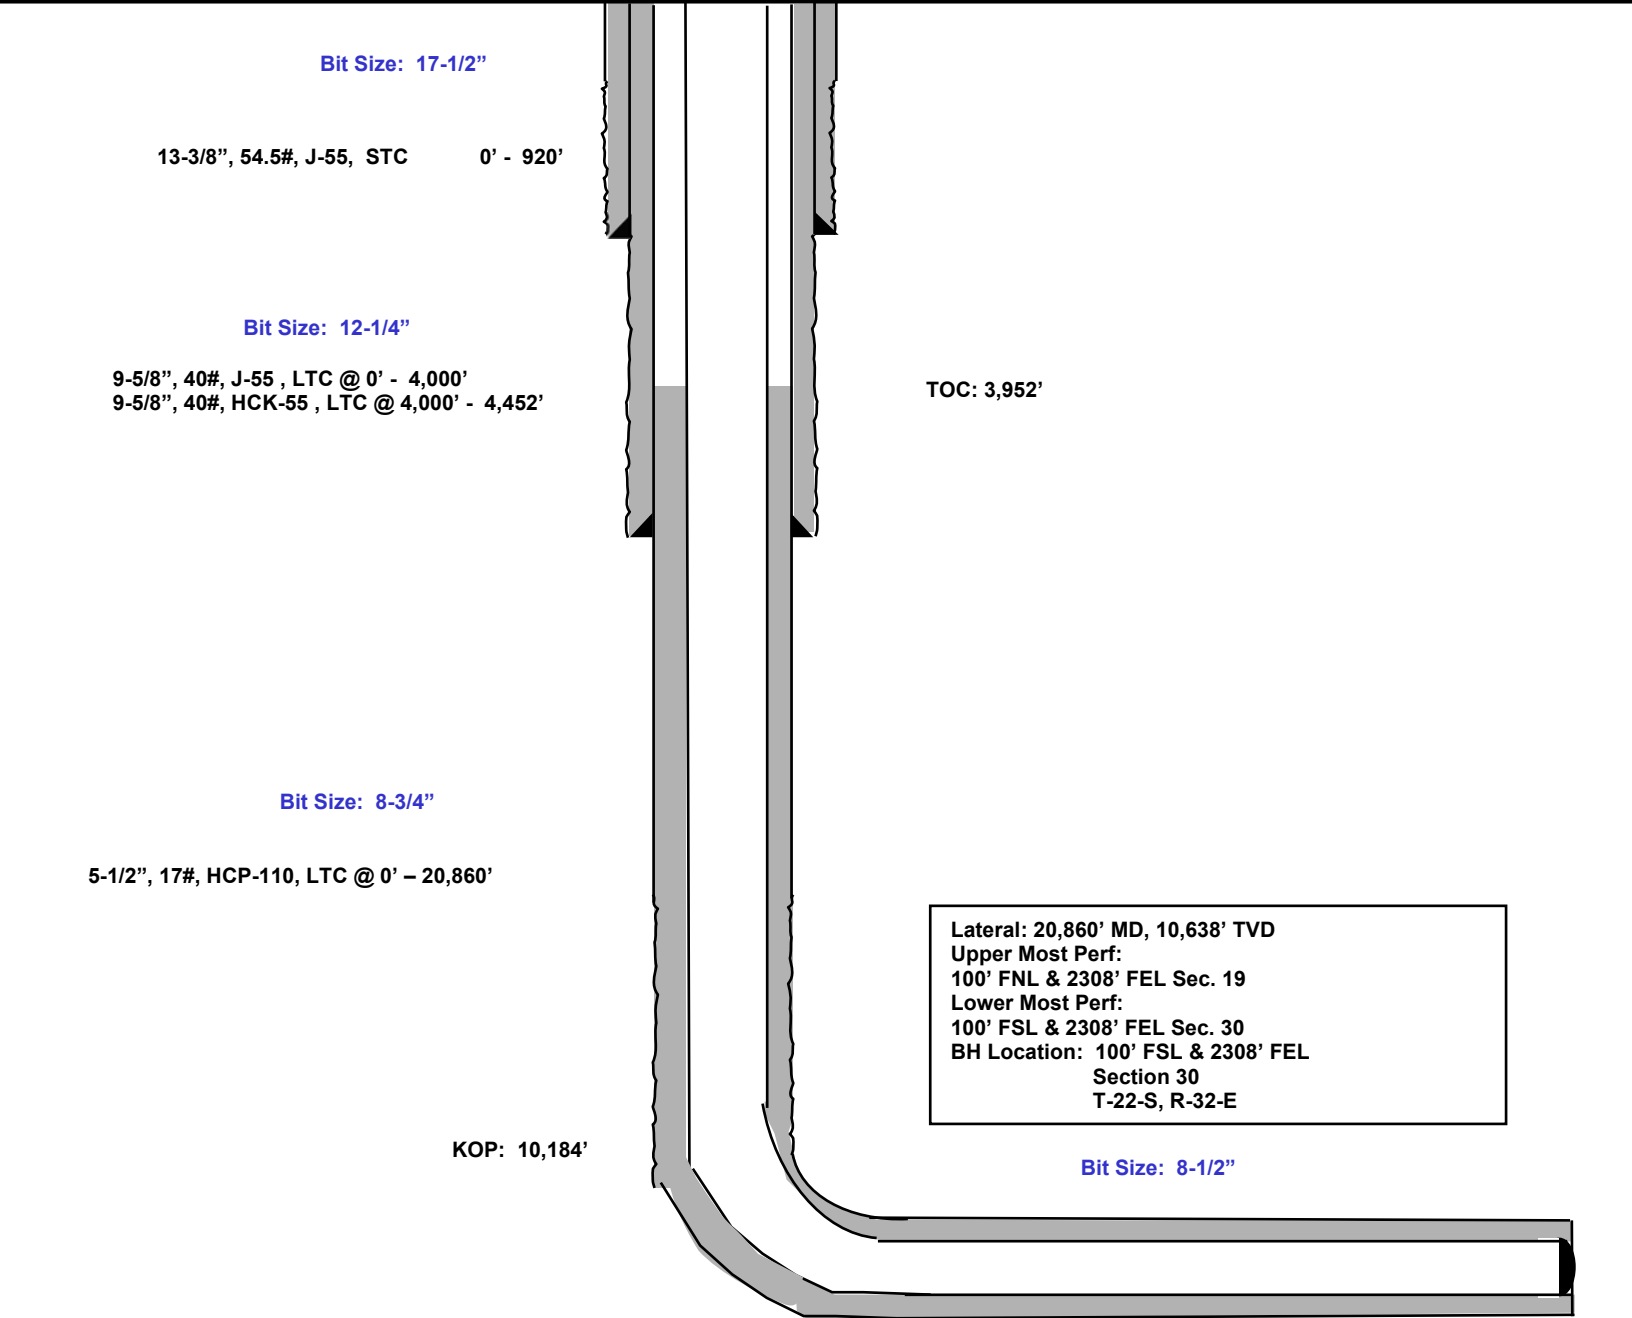 Bit Size: 17-1/2”
13-3/8”, 54.5#, J-55, STC 0’ - 920’
Bit Size: 12-1/4”
9-5/8”, 40#, J-55 , LTC @ 0’ - 4,000’
9-5/8”, 40#, HCK-55 , LTC @ 4,000’ - 4,452’
TOC: 3,952’
Bit Size: 8-3/4”
5-1/2”, 17#, HCP-110, LTC @ 0’ – 20,860’
Lateral: 20,860’ MD, 10,638’ TVD
Upper Most Perf:
100’ FNL & 2308’ FEL Sec. 19
Lower Most Perf:
100’ FSL & 2308’ FEL Sec. 30
BH Location: 100’ FSL & 2308’ FEL
Section 30
T-22-S, R-32-E
KOP: 10,184’
Bit Size: 8-1/2”